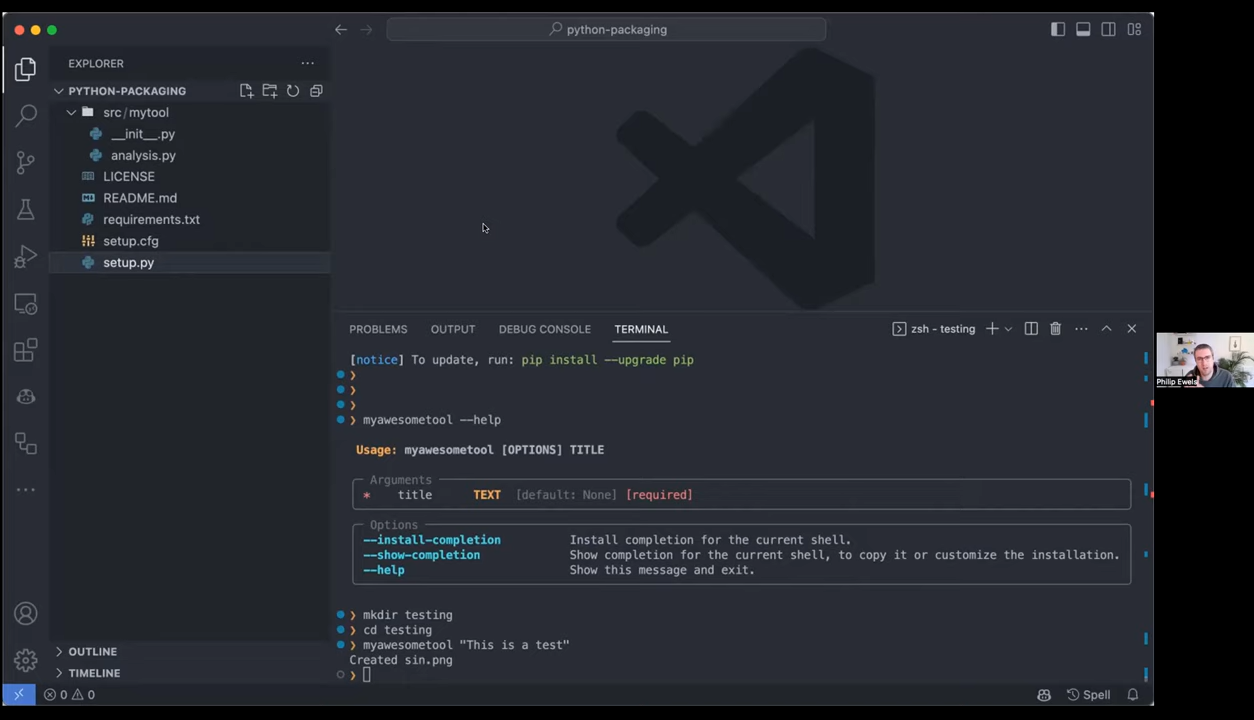 python-packaging
EXPLORER
PYTHON-PACKAGING
src/mytool
__init__.py
analysis.py
LICENSE
README.md
requirements.txt
setup.cfg
setup.py
OUTLINE
TIMELINE
PROBLEMS OUTPUT DEBUG CONSOLE TERMINAL
zsh - testing
[notice] To update, run: pip install --upgrade pip
❯
❯
❯
❯ myawesometool --help
Usage: myawesometool [OPTIONS] TITLE
Arguments
* title TEXT [default: None] [required]
Options
--install-completion Install completion for the current shell.
--show-completion Show completion for the current shell, to copy it or customize the installation.
--help Show this message and exit.
❯ mkdir testing
❯ cd testing
❯ myawesometool "This is a test"
Created sin.png
❯
0 0
Spell
Philip Ewels